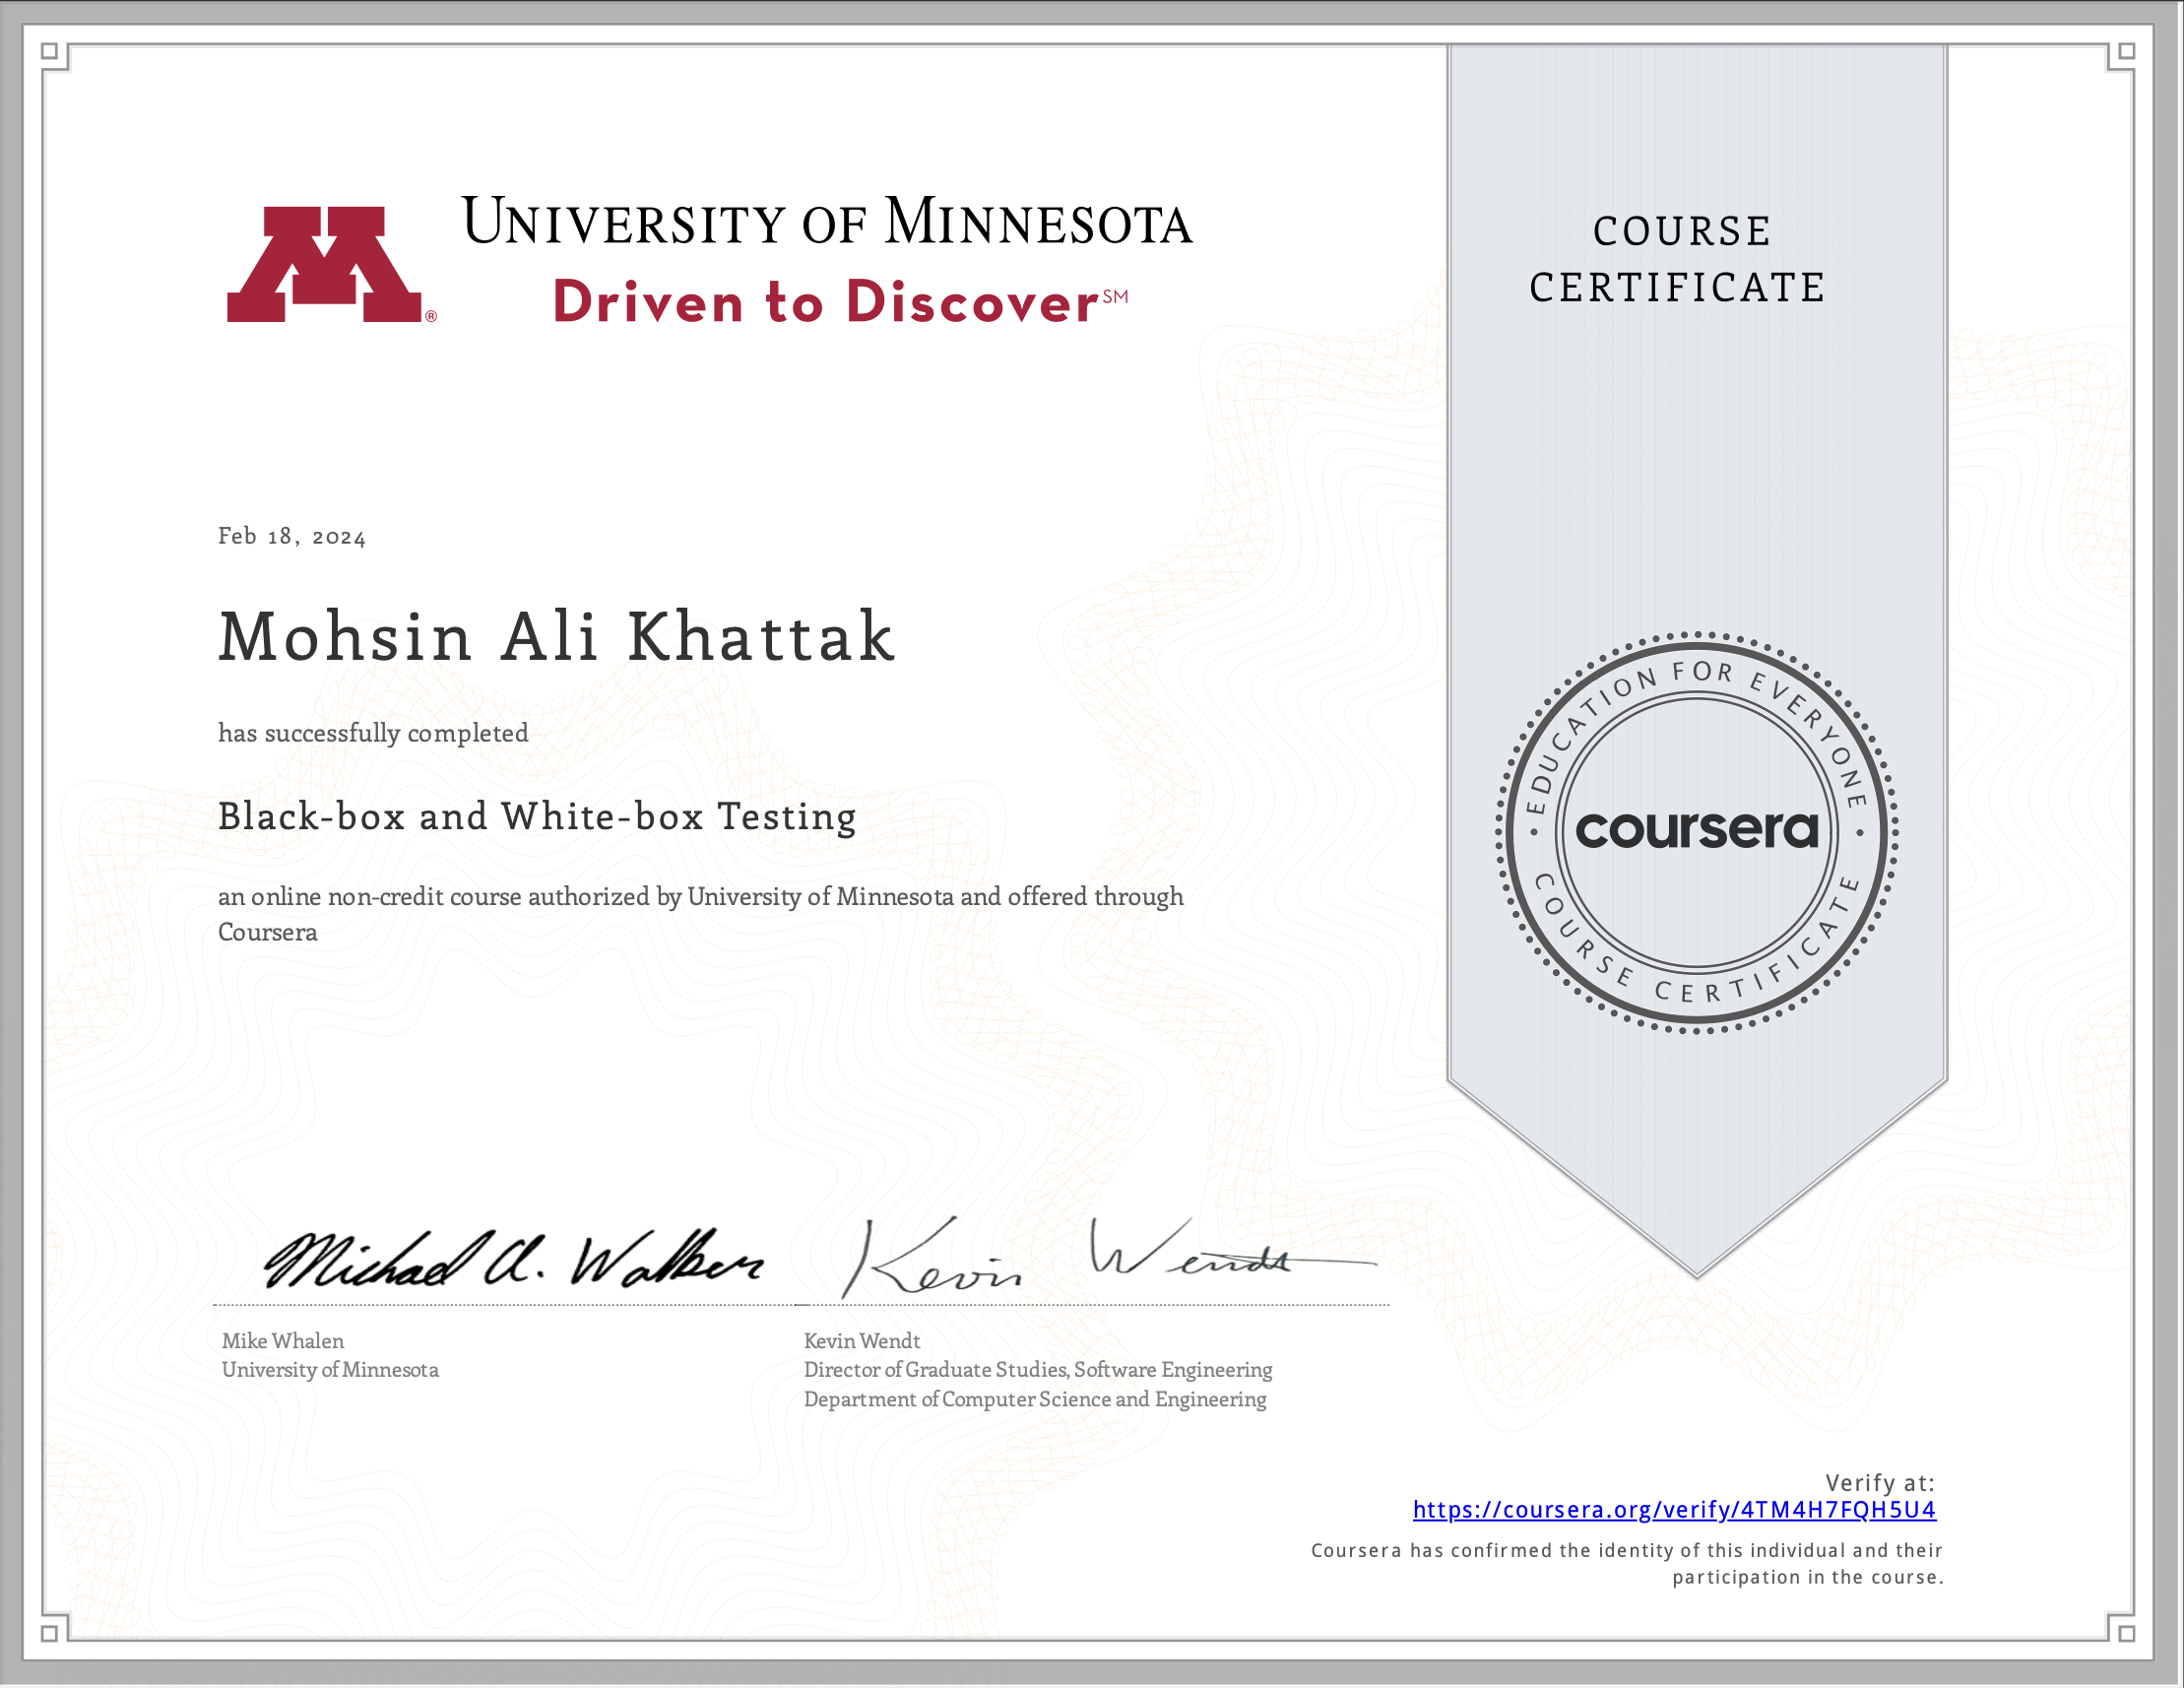 UNIVERSITY OF MINNESOTA
Driven to Discover℠
®
COURSE
CERTIFICATE
Feb 18, 2024
Mohsin Ali Khattak
has successfully completed
Black-box and White-box Testing
an online non-credit course authorized by University of Minnesota and offered through
Coursera
EDUCATION FOR EVERYONE
coursera
COURSE CERTIFICATE
Michael A. Walker
Kevin Wendt
Mike Whalen
University of Minnesota
Kevin Wendt
Director of Graduate Studies, Software Engineering
Department of Computer Science and Engineering
Verify at:
https://coursera.org/verify/4TM4H7FQH5U4
Coursera has confirmed the identity of this individual and their
participation in the course.